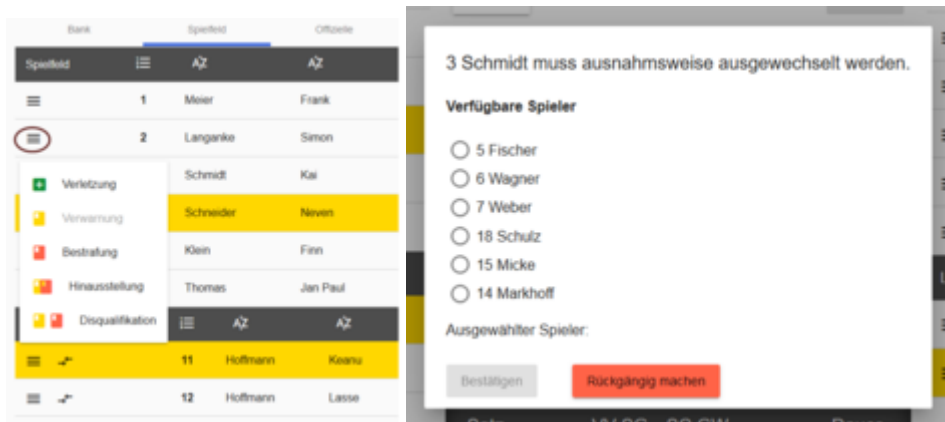 Bank Spielfeld Offizielle
Spielfeld AZ AZ
1 Meier Frank
2 Langanke Simon
Schmidt Kai
Verletzung
Schneider Neven
Verwarnung
Klein Finn
Bestrafung
Thomas Jan Paul
Hinausstellung
AZ AZ
Disqualifikation
11 Hoffmann Keanu
12 Hoffmann Lasse
3 Schmidt muss ausnahmsweise ausgewechselt werden.
Verfügbare Spieler
5 Fischer
6 Wagner
7 Weber
18 Schulz
15 Micke
14 Markhoff
Ausgewählter Spieler:
Bestätigen Rückgängig machen